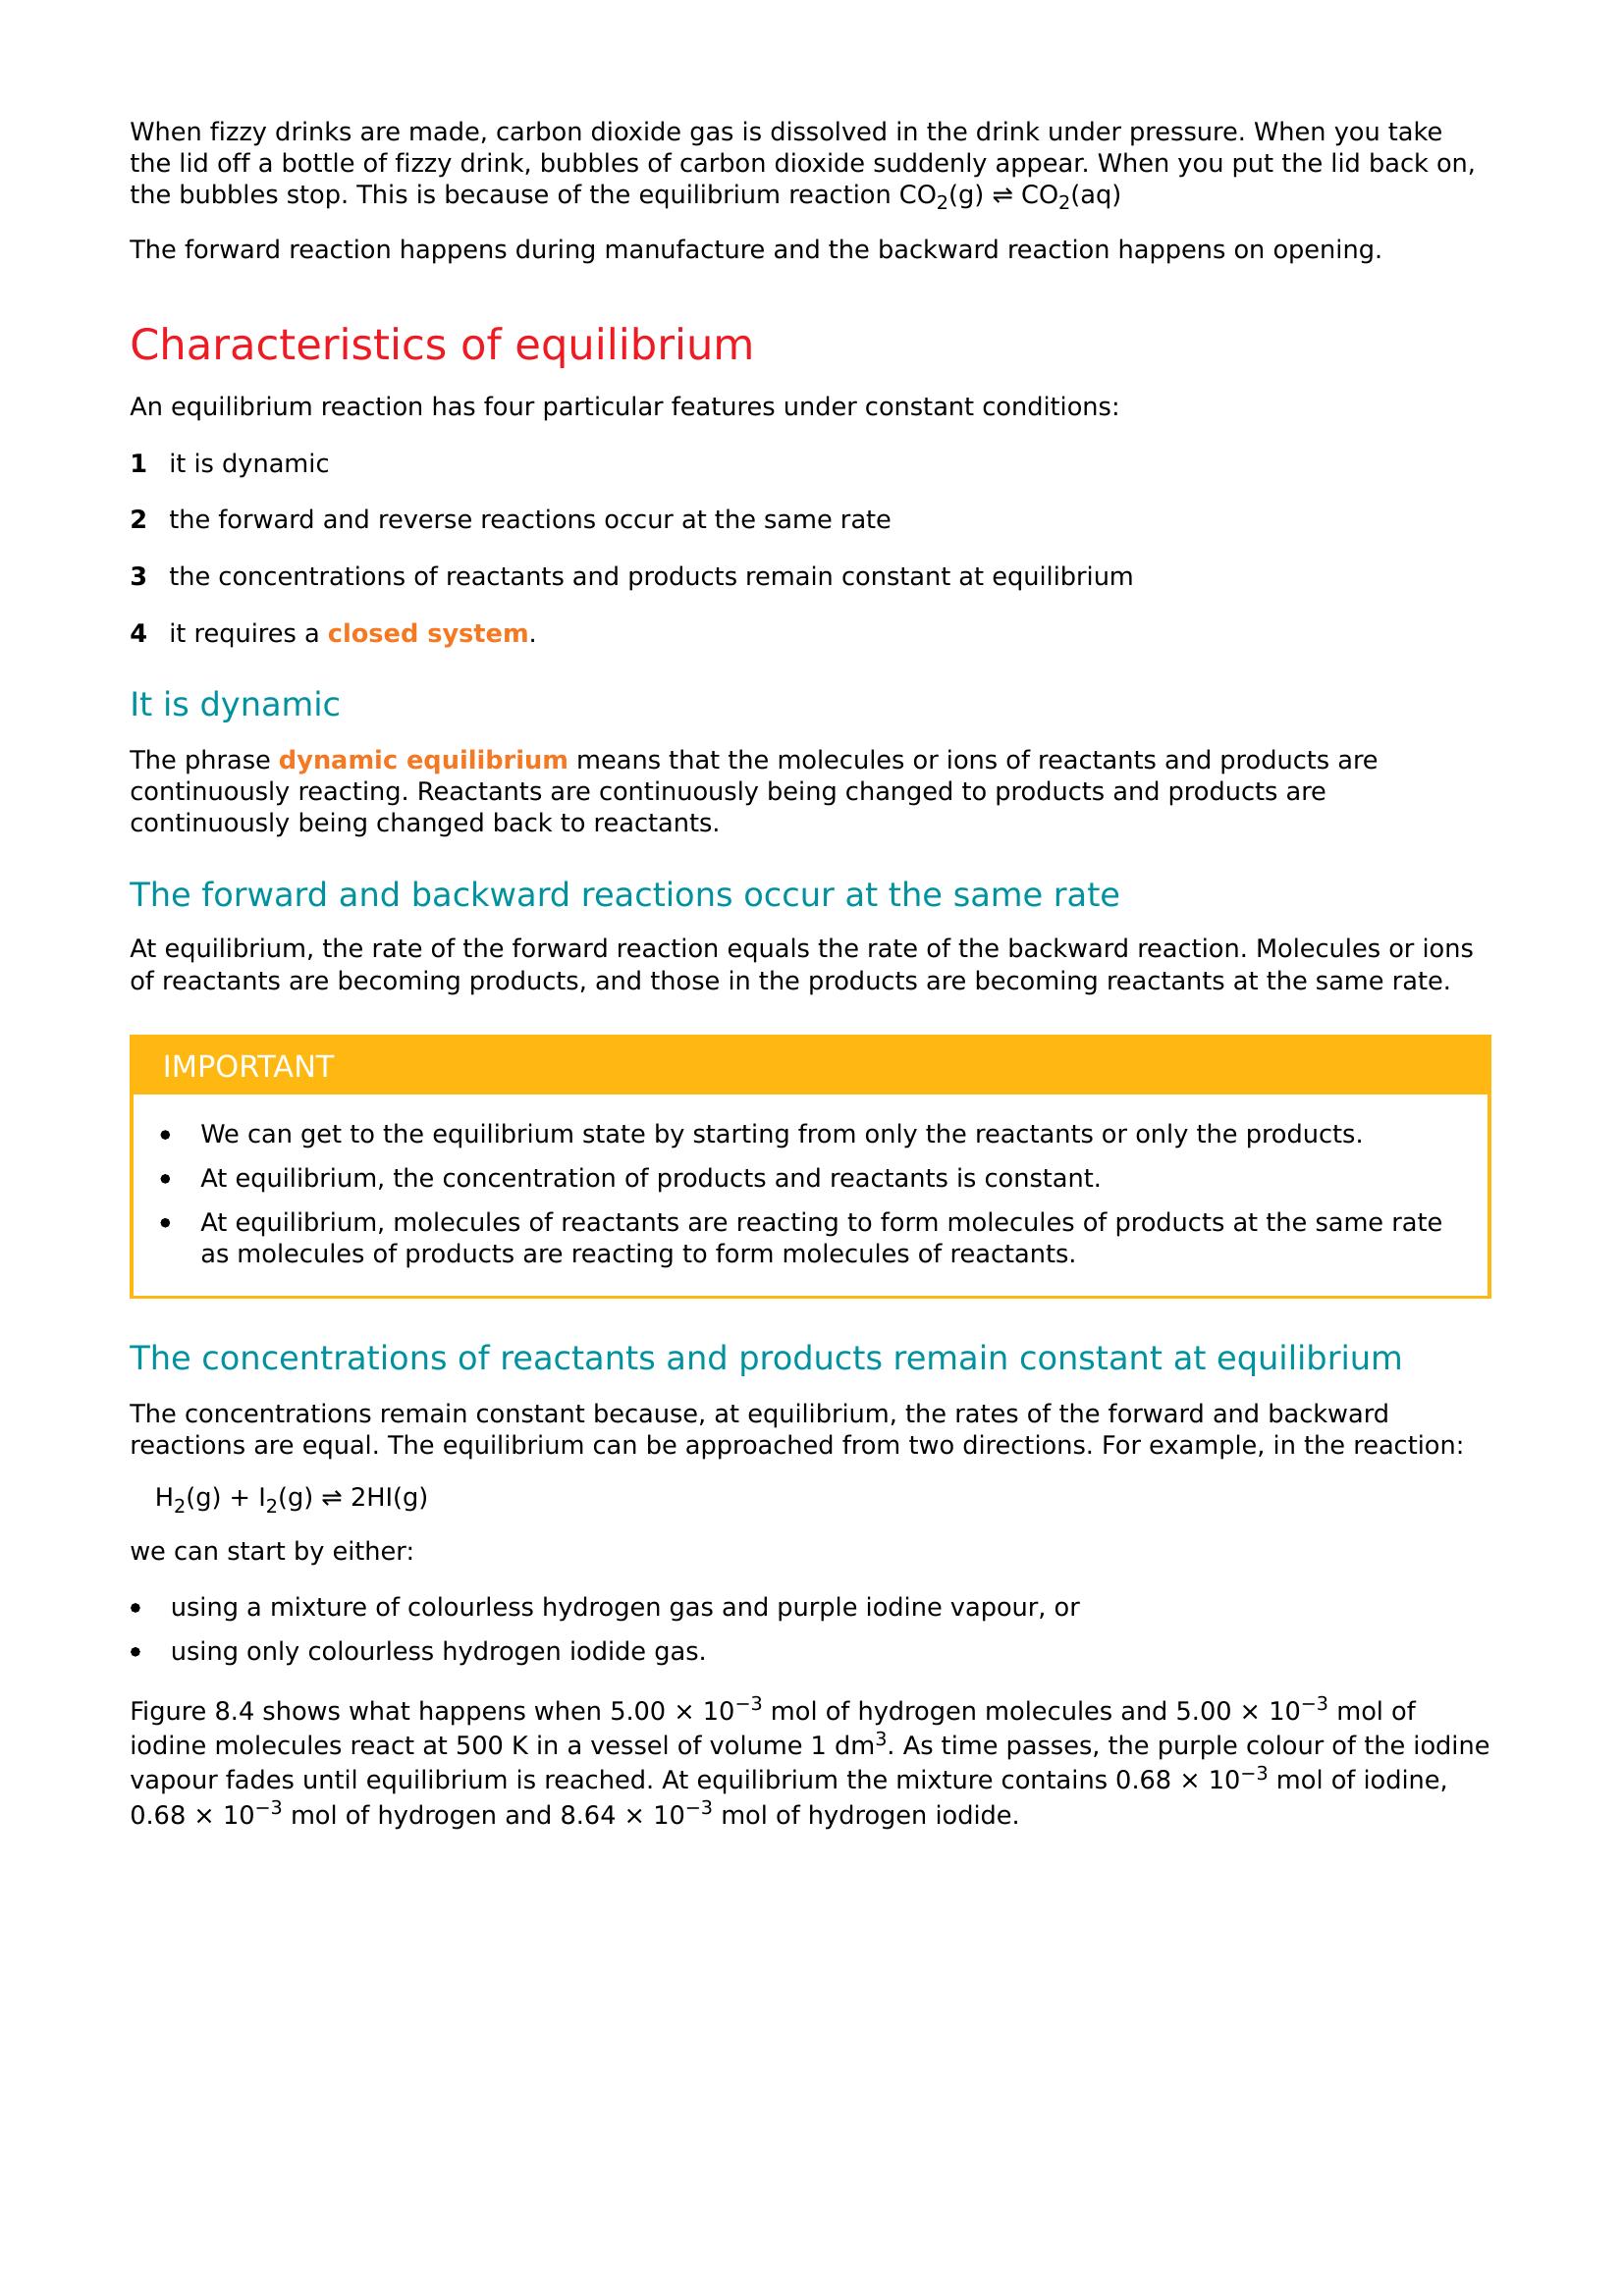 When fizzy drinks are made, carbon dioxide gas is dissolved in the drink under pressure. When you take
the lid off a bottle of fizzy drink, bubbles of carbon dioxide suddenly appear. When you put the lid back on,
the bubbles stop. This is because of the equilibrium reaction CO₂(g) ⇌ CO₂(aq)
The forward reaction happens during manufacture and the backward reaction happens on opening.
Characteristics of equilibrium
An equilibrium reaction has four particular features under constant conditions:
1 it is dynamic
2 the forward and reverse reactions occur at the same rate
3 the concentrations of reactants and products remain constant at equilibrium
4 it requires a closed system.
It is dynamic
The phrase dynamic equilibrium means that the molecules or ions of reactants and products are
continuously reacting. Reactants are continuously being changed to products and products are
continuously being changed back to reactants.
The forward and backward reactions occur at the same rate
At equilibrium, the rate of the forward reaction equals the rate of the backward reaction. Molecules or ions
of reactants are becoming products, and those in the products are becoming reactants at the same rate.
IMPORTANT
• We can get to the equilibrium state by starting from only the reactants or only the products.
• At equilibrium, the concentration of products and reactants is constant.
• At equilibrium, molecules of reactants are reacting to form molecules of products at the same rate
as molecules of products are reacting to form molecules of reactants.
The concentrations of reactants and products remain constant at equilibrium
The concentrations remain constant because, at equilibrium, the rates of the forward and backward
reactions are equal. The equilibrium can be approached from two directions. For example, in the reaction:
H₂(g) + I₂(g) ⇌ 2HI(g)
we can start by either:
• using a mixture of colourless hydrogen gas and purple iodine vapour, or
• using only colourless hydrogen iodide gas.
Figure 8.4 shows what happens when 5.00 × 10⁻³ mol of hydrogen molecules and 5.00 × 10⁻³ mol of
iodine molecules react at 500 K in a vessel of volume 1 dm³. As time passes, the purple colour of the iodine
vapour fades until equilibrium is reached. At equilibrium the mixture contains 0.68 × 10⁻³ mol of iodine,
0.68 × 10⁻³ mol of hydrogen and 8.64 × 10⁻³ mol of hydrogen iodide.